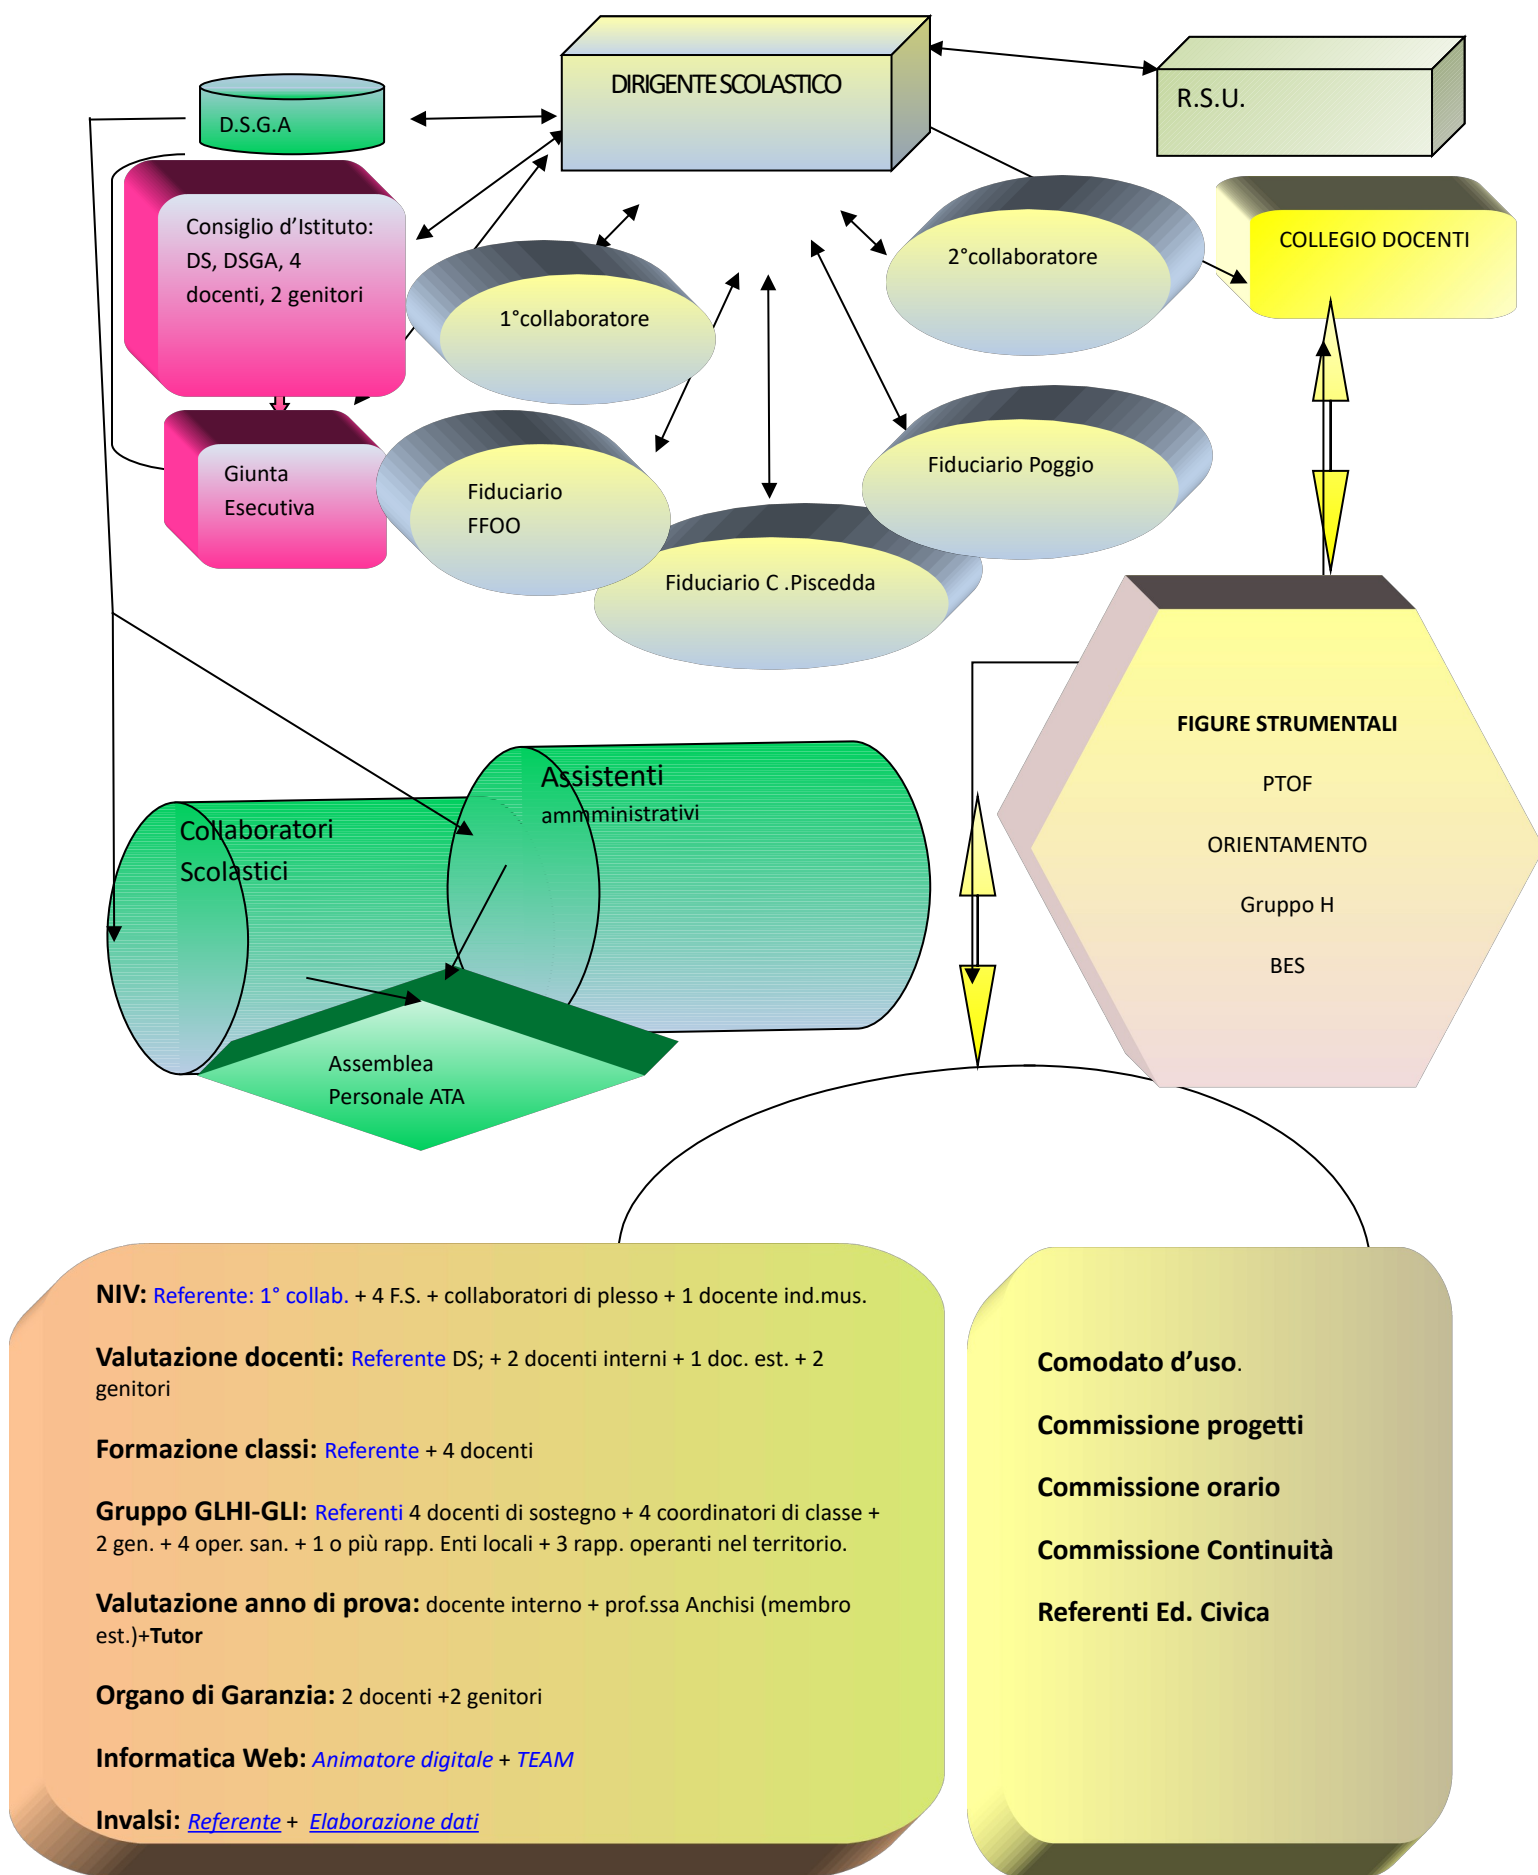 DIRIGENTE SCOLASTICO
R.S.U.
D.S.G.A
Consiglio d’Istituto:
DS, DSGA, 4
docenti, 2 genitori
1°collaboratore
2°collaboratore
COLLEGIO DOCENTI
Giunta
Esecutiva
Fiduciario
FFOO
Fiduciario C .Piscedda
Fiduciario Poggio
FIGURE STRUMENTALI
PTOF
ORIENTAMENTO
Gruppo H
BES
Assistenti
ammministrativi
Collaboratori
Scolastici
Assemblea
Personale ATA
NIV: Referente: 1° collab. + 4 F.S. + collaboratori di plesso + 1 docente ind.mus.
Valutazione docenti: Referente DS; + 2 docenti interni + 1 doc. est. + 2
genitori
Formazione classi: Referente + 4 docenti
Gruppo GLHI-GLI: Referenti 4 docenti di sostegno + 4 coordinatori di classe +
2 gen. + 4 oper. san. + 1 o più rapp. Enti locali + 3 rapp. operanti nel territorio.
Valutazione anno di prova: docente interno + prof.ssa Anchisi (membro
est.)+Tutor
Organo di Garanzia: 2 docenti +2 genitori
Informatica Web: Animatore digitale + TEAM
Invalsi: Referente + Elaborazione dati
Comodato d’uso.
Commissione progetti
Commissione orario
Commissione Continuità
Referenti Ed. Civica